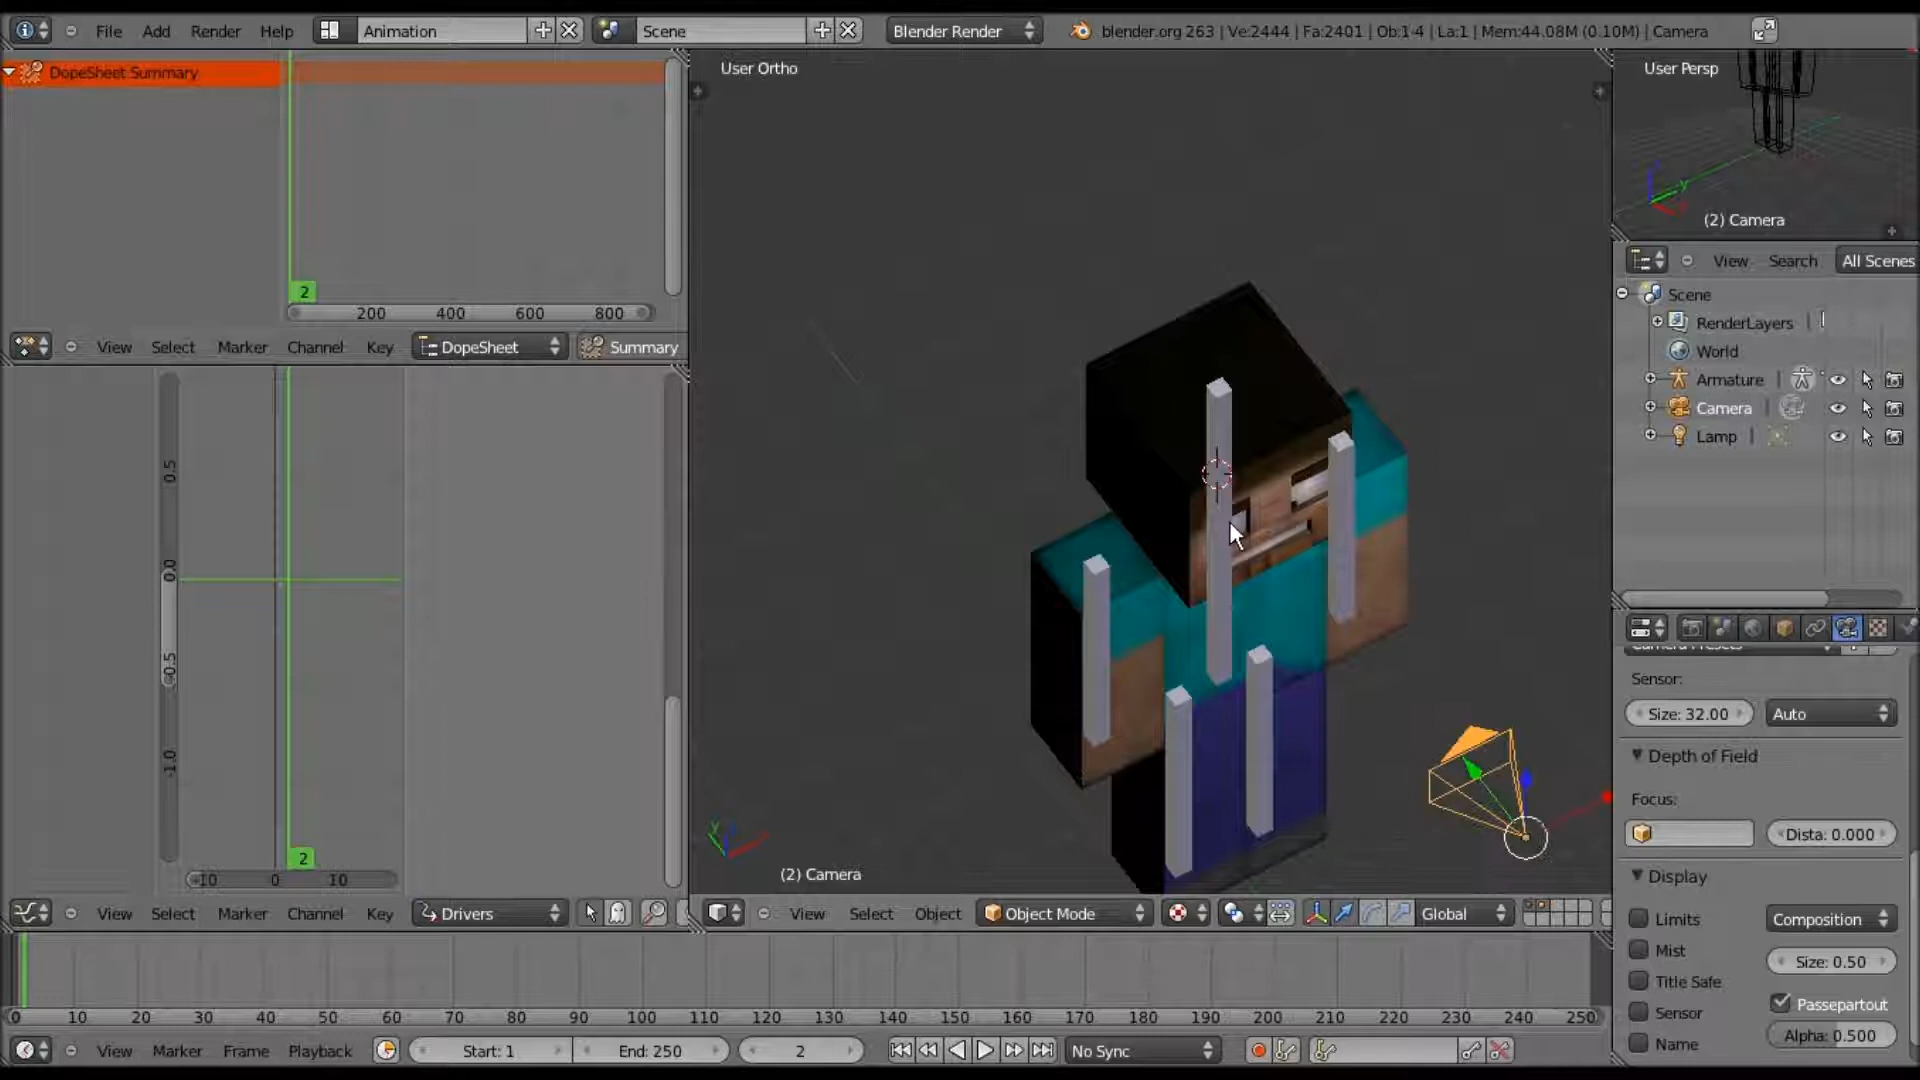 File Add Render Help Animation Scene Blender Render blender.org 263 | Ve:2444 | Fa:2401 | Ob:1-4 | La:1 | Mem:44.08M (0.10M) | Camera
DopeSheet Summary
2
200 400 600 800
View Select Marker Channel Key DopeSheet Summary
0.5
0.0
-0.5
-1.0
2
-10 0 10
View Select Marker Channel Key Drivers
User Ortho
y
(2) Camera
View Select Object Object Mode Global
User Persp
y
(2) Camera
View Search All Scenes
Scene
RenderLayers |
World
Armature |
Camera |
Lamp |
Camera Presets
Sensor:
Size: 32.00 Auto
Depth of Field
Focus:
Dista: 0.000
Display
Limits Composition
Mist
Size: 0.50
Title Safe
Passepartout
Sensor
Alpha: 0.500
Name
0 10 20 30 40 50 60 70 80 90 100 110 120 130 140 150 160 170 180 190 200 210 220 230 240 250
View Marker Frame Playback Start: 1 End: 250 2 No Sync